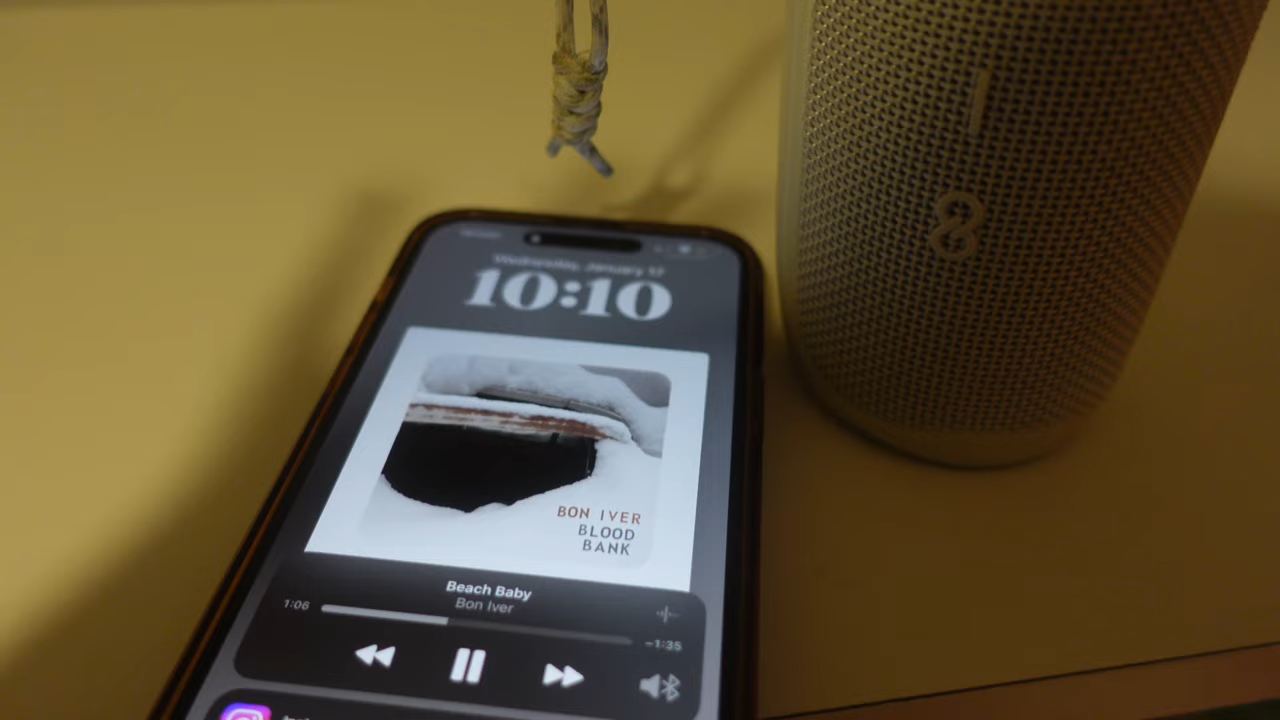 Wednesday, January 17
10:10
BON IVER
BLOOD
BANK
Beach Baby
Bon Iver
1:06
-1:35